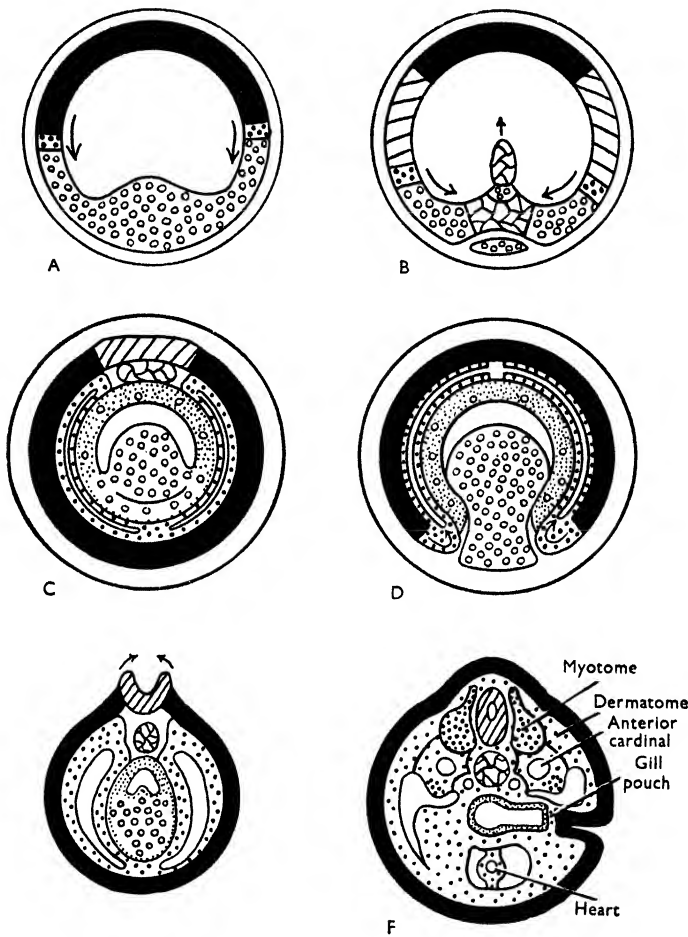 A
B
C
D
Myotome
Dermatome
Anterior
cardinal
Gill
pouch
Heart
F